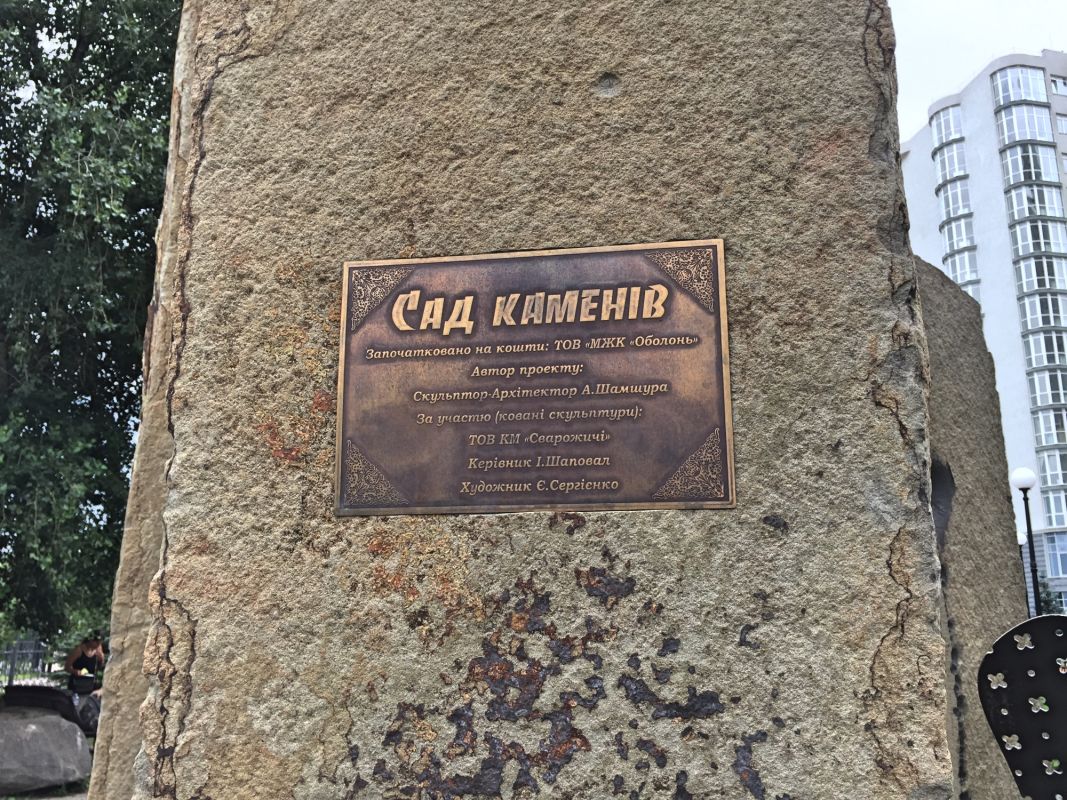 Сад каменів
Започатковано на кошти: ТОВ «МЖК «Оболонь»
Автор проекту:
Скульптор-Архітектор А.Шамшура
За участю (ковані скульптури):
ТОВ КМ «Сварожичі»
Керівник І.Шаповал
Художник Є.Сергієнко